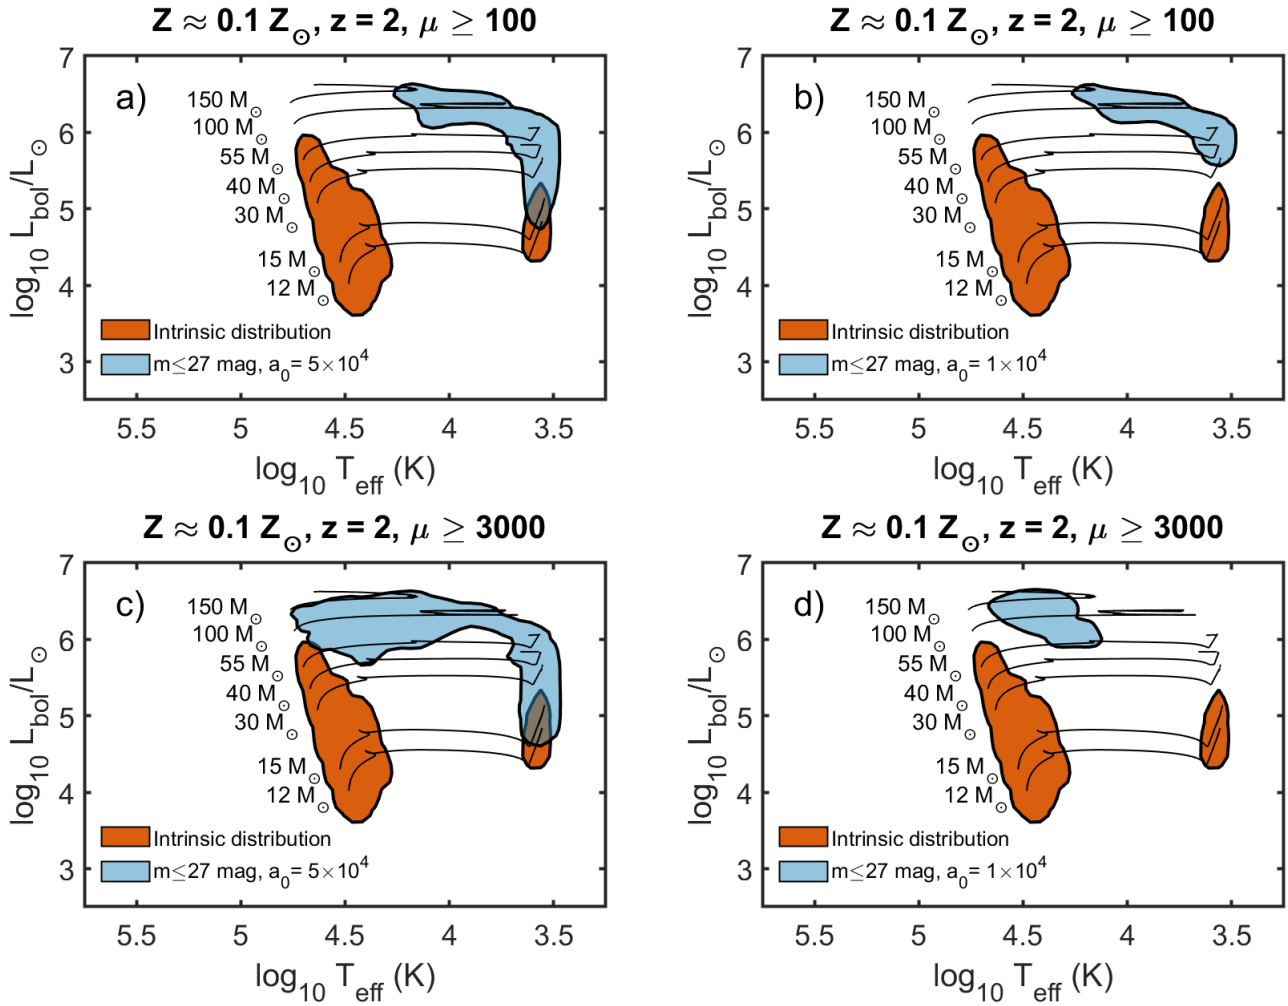 Z ≈ 0.1 Z⊙, z = 2, μ ≥ 100
a)
7
6
5
4
3
log10 Lbol/L⊙
150 M⊙
100 M⊙
55 M⊙
40 M⊙
30 M⊙
15 M⊙
12 M⊙
Intrinsic distribution
m≤27 mag, a0= 5×10^4
5.5 5 4.5 4 3.5
log10 Teff (K)
Z ≈ 0.1 Z⊙, z = 2, μ ≥ 100
b)
7
6
5
4
3
log10 Lbol/L⊙
150 M⊙
100 M⊙
55 M⊙
40 M⊙
30 M⊙
15 M⊙
12 M⊙
Intrinsic distribution
m≤27 mag, a0= 1×10^4
5.5 5 4.5 4 3.5
log10 Teff (K)
Z ≈ 0.1 Z⊙, z = 2, μ ≥ 3000
c)
7
6
5
4
3
log10 Lbol/L⊙
150 M⊙
100 M⊙
55 M⊙
40 M⊙
30 M⊙
15 M⊙
12 M⊙
Intrinsic distribution
m≤27 mag, a0= 5×10^4
5.5 5 4.5 4 3.5
log10 Teff (K)
Z ≈ 0.1 Z⊙, z = 2, μ ≥ 3000
d)
7
6
5
4
3
log10 Lbol/L⊙
150 M⊙
100 M⊙
55 M⊙
40 M⊙
30 M⊙
15 M⊙
12 M⊙
Intrinsic distribution
m≤27 mag, a0= 1×10^4
5.5 5 4.5 4 3.5
log10 Teff (K)